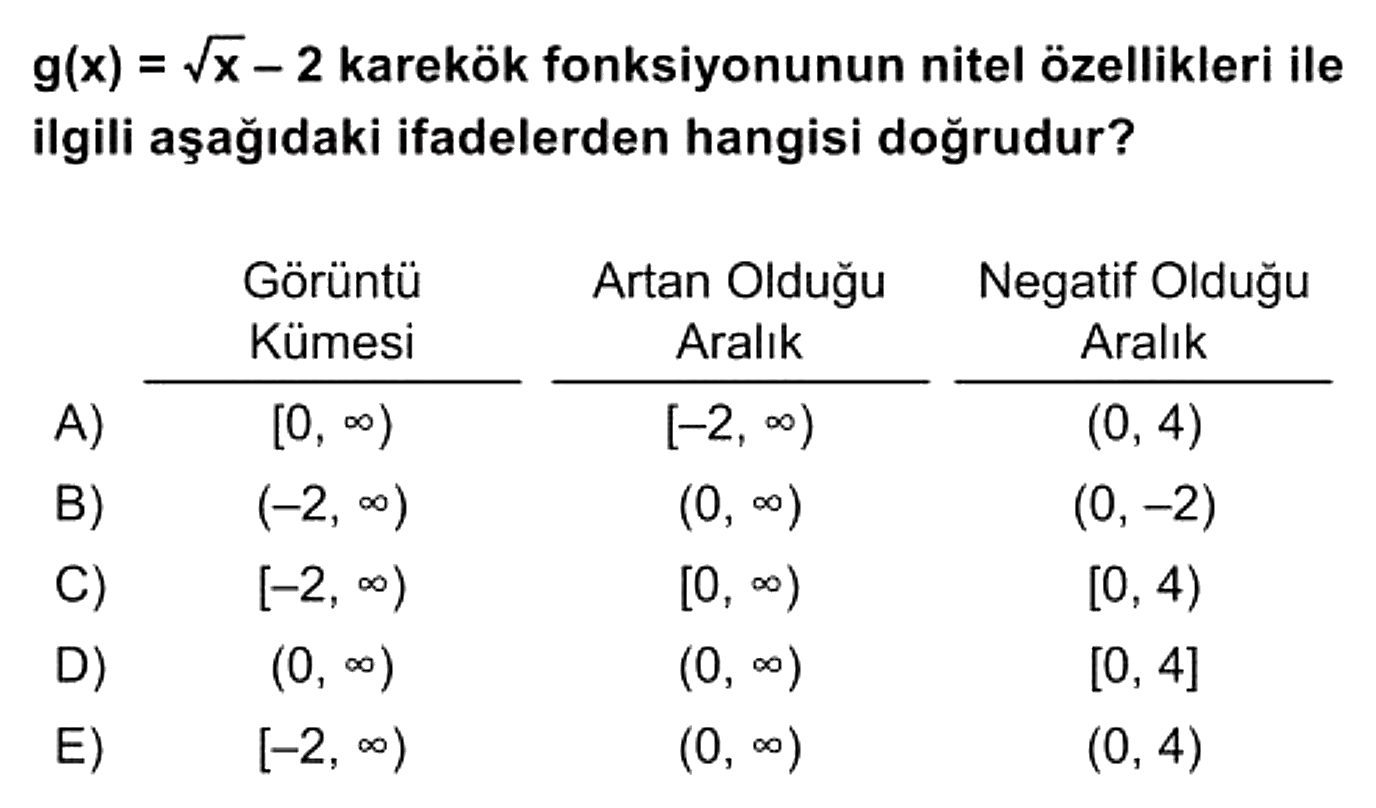 g(x) = √x – 2 karekök fonksiyonunun nitel özellikleri ile
ilgili aşağıdaki ifadelerden hangisi doğrudur?
Görüntü Kümesi Artan Olduğu Aralık Negatif Olduğu Aralık
A) [0, ∞) [–2, ∞) (0, 4)
B) (–2, ∞) (0, ∞) (0, –2)
C) [–2, ∞) [0, ∞) [0, 4)
D) (0, ∞) (0, ∞) [0, 4]
E) [–2, ∞) (0, ∞) (0, 4)